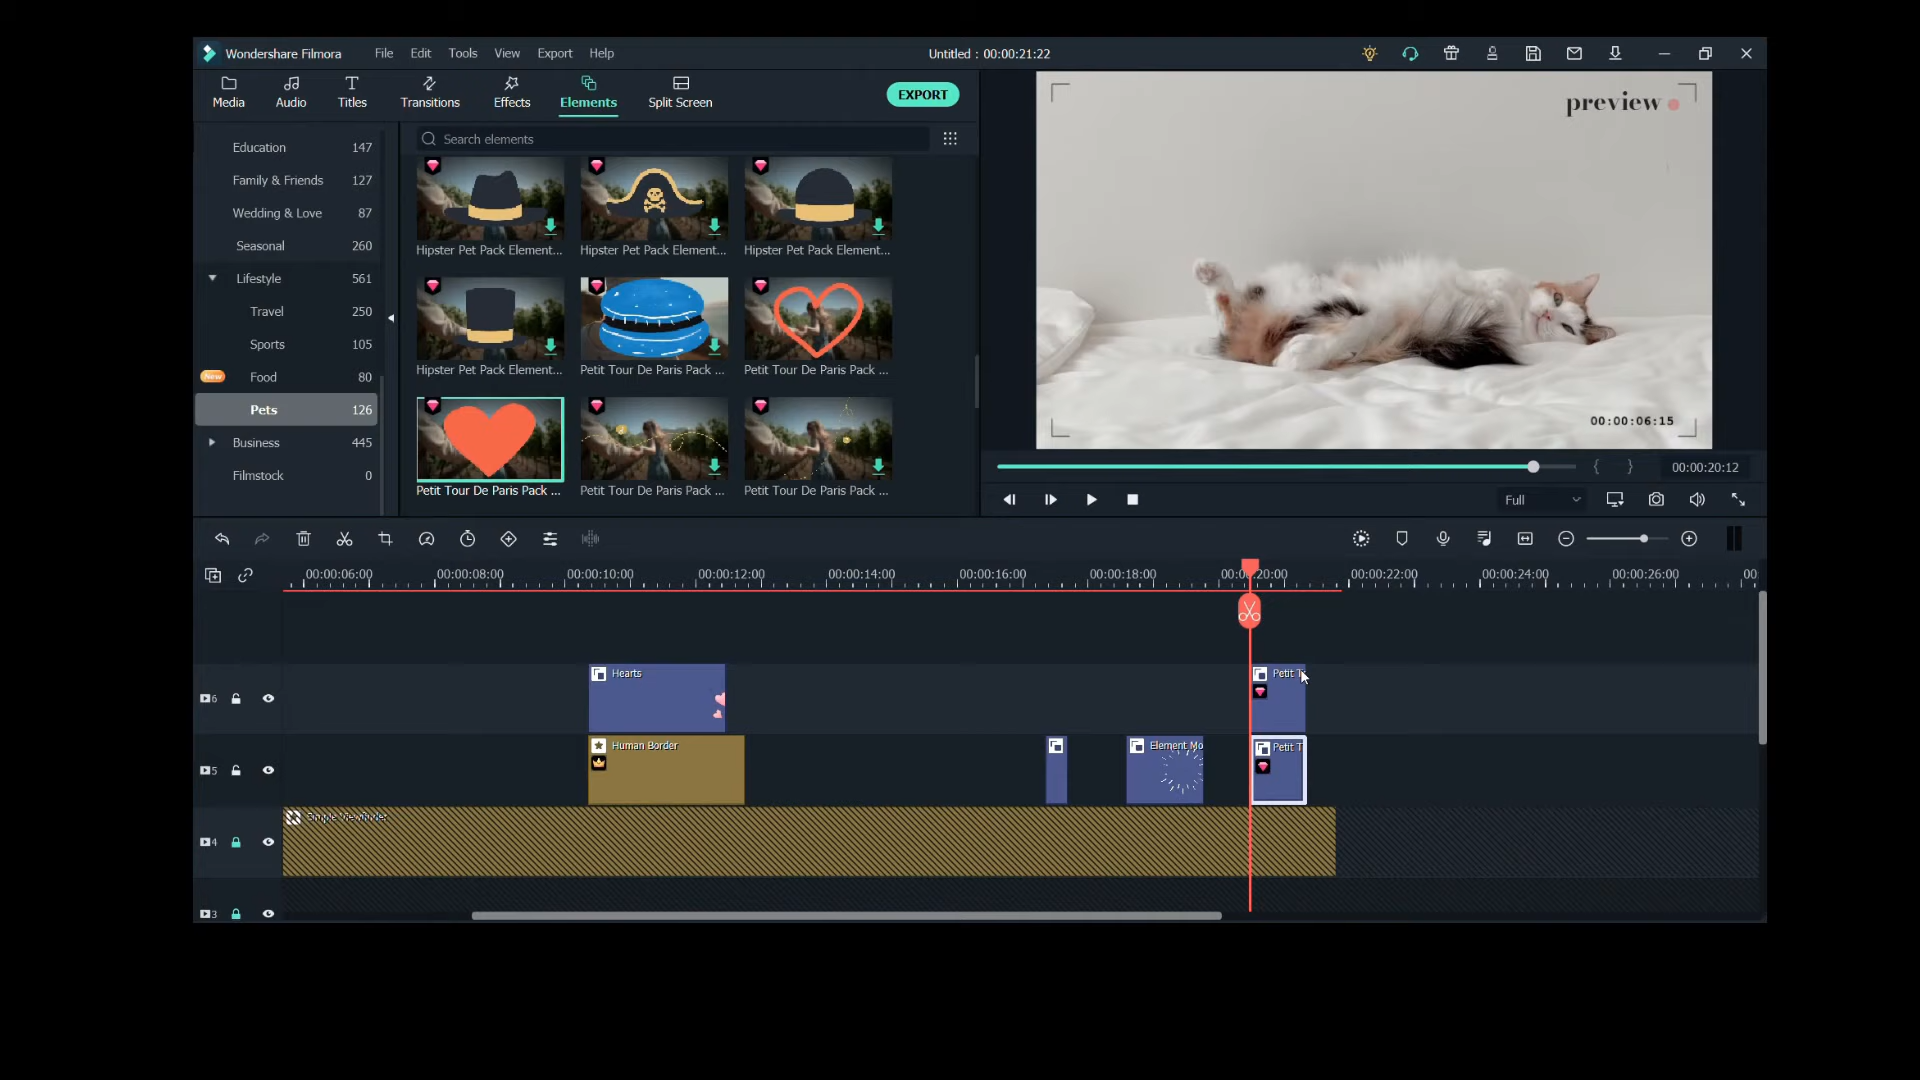 Wondershare Filmora File Edit Tools View Export Help Untitled : 00:00:21:22
Media Audio Titles Transitions Effects Elements Split Screen EXPORT
Search elements
preview
Education 147
Family & Friends 127
Wedding & Love 87
Seasonal 260
Lifestyle 561
Travel 250
Sports 105
New Food 80
Pets 126
Business 445
Filmstock 0
Hipster Pet Pack Element... Hipster Pet Pack Element... Hipster Pet Pack Element...
Hipster Pet Pack Element... Petit Tour De Paris Pack ... Petit Tour De Paris Pack ...
Petit Tour De Paris Pack ... Petit Tour De Paris Pack ... Petit Tour De Paris Pack ...
00:00:06:15
{ } 00:00:20:12
Full
00:00:06:00 00:00:08:00 00:00:10:00 00:00:12:00 00:00:14:00 00:00:16:00 00:00:18:00 00:00:20:00 00:00:22:00 00:00:24:00 00:00:26:00 00
6 Hearts Petit T
5 Human Border Element Mo Petit T
4 Simple Viewfinder
3